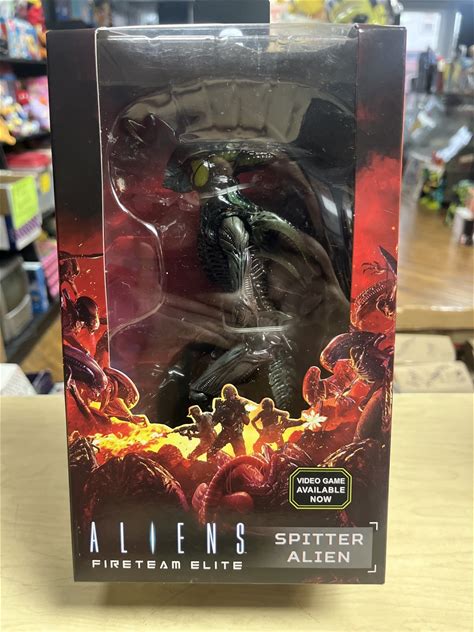 VIDEO GAME
AVAILABLE
NOW
ALIENS
FIRETEAM ELITE
SPITTER
ALIEN